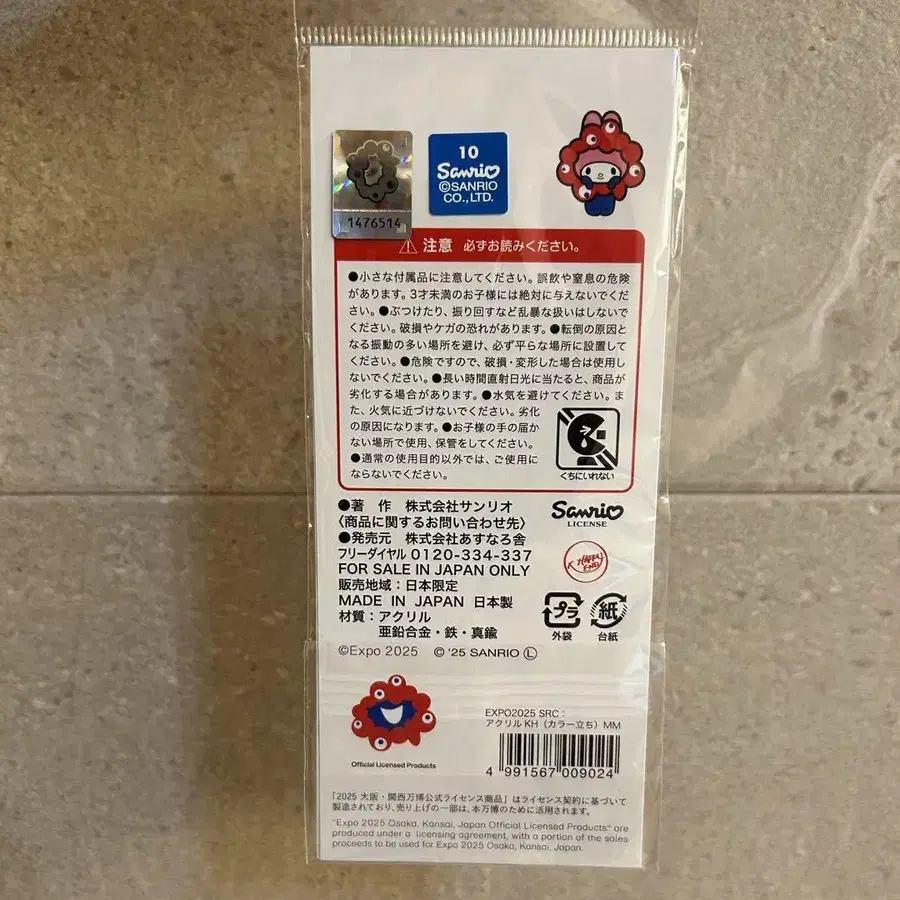 1476514
10
Sanrio
©SANRIO
CO., LTD.
注意 必ずお読みください。
●小さな付属品に注意してください。誤飲や窒息の危険
があります。3才未満のお子様には絶対に与えないでくだ
さい。●ぶつけたり、振り回すなど乱暴な扱いはしないで
ください。破損やケガの恐れがあります。●転倒の原因と
なる振動の多い場所を避け、必ず平らな場所に設置して
ください。●危険ですので、破損・変形した場合は使用し
ないでください。●長い時間直射日光に当たると、商品が
劣化する場合があります。●水気を避けてください。ま
た、火気に近づけないでください。劣化
の原因になります。●お子様の手の届か
ない場所で使用、保管をしてください。
●通常の使用目的以外では、ご使用に
ならないでください。
くちにいれない
●著 作 株式会社サンリオ
〈商品に関するお問い合わせ先〉
●発売元 株式会社あすなろ舎
フリーダイヤル 0120-334-337
FOR SALE IN JAPAN ONLY
販売地域：日本限定
MADE IN JAPAN 日本製
材質：アクリル
亜鉛合金・鉄・真鍮
©Expo 2025 © '25 SANRIO Ⓛ
Sanrio
LICENSE
HAPPY
END
プラ
外袋
紙
台紙
Official Licensed Products
EXPO2025 SRC：
アクリルKH（カラー立ち）MM
4 991567 009024
「2025 大阪・関西万博公式ライセンス商品」はライセンス契約に基づいて
製造されており、売り上げの一部は、本万博のために活用されます。
"Expo 2025 Osaka, Kansai, Japan Official Licensed Products" are
produced under a licensing agreement, with a portion of the sales
proceeds to be used for Expo 2025 Osaka, Kansai, Japan.